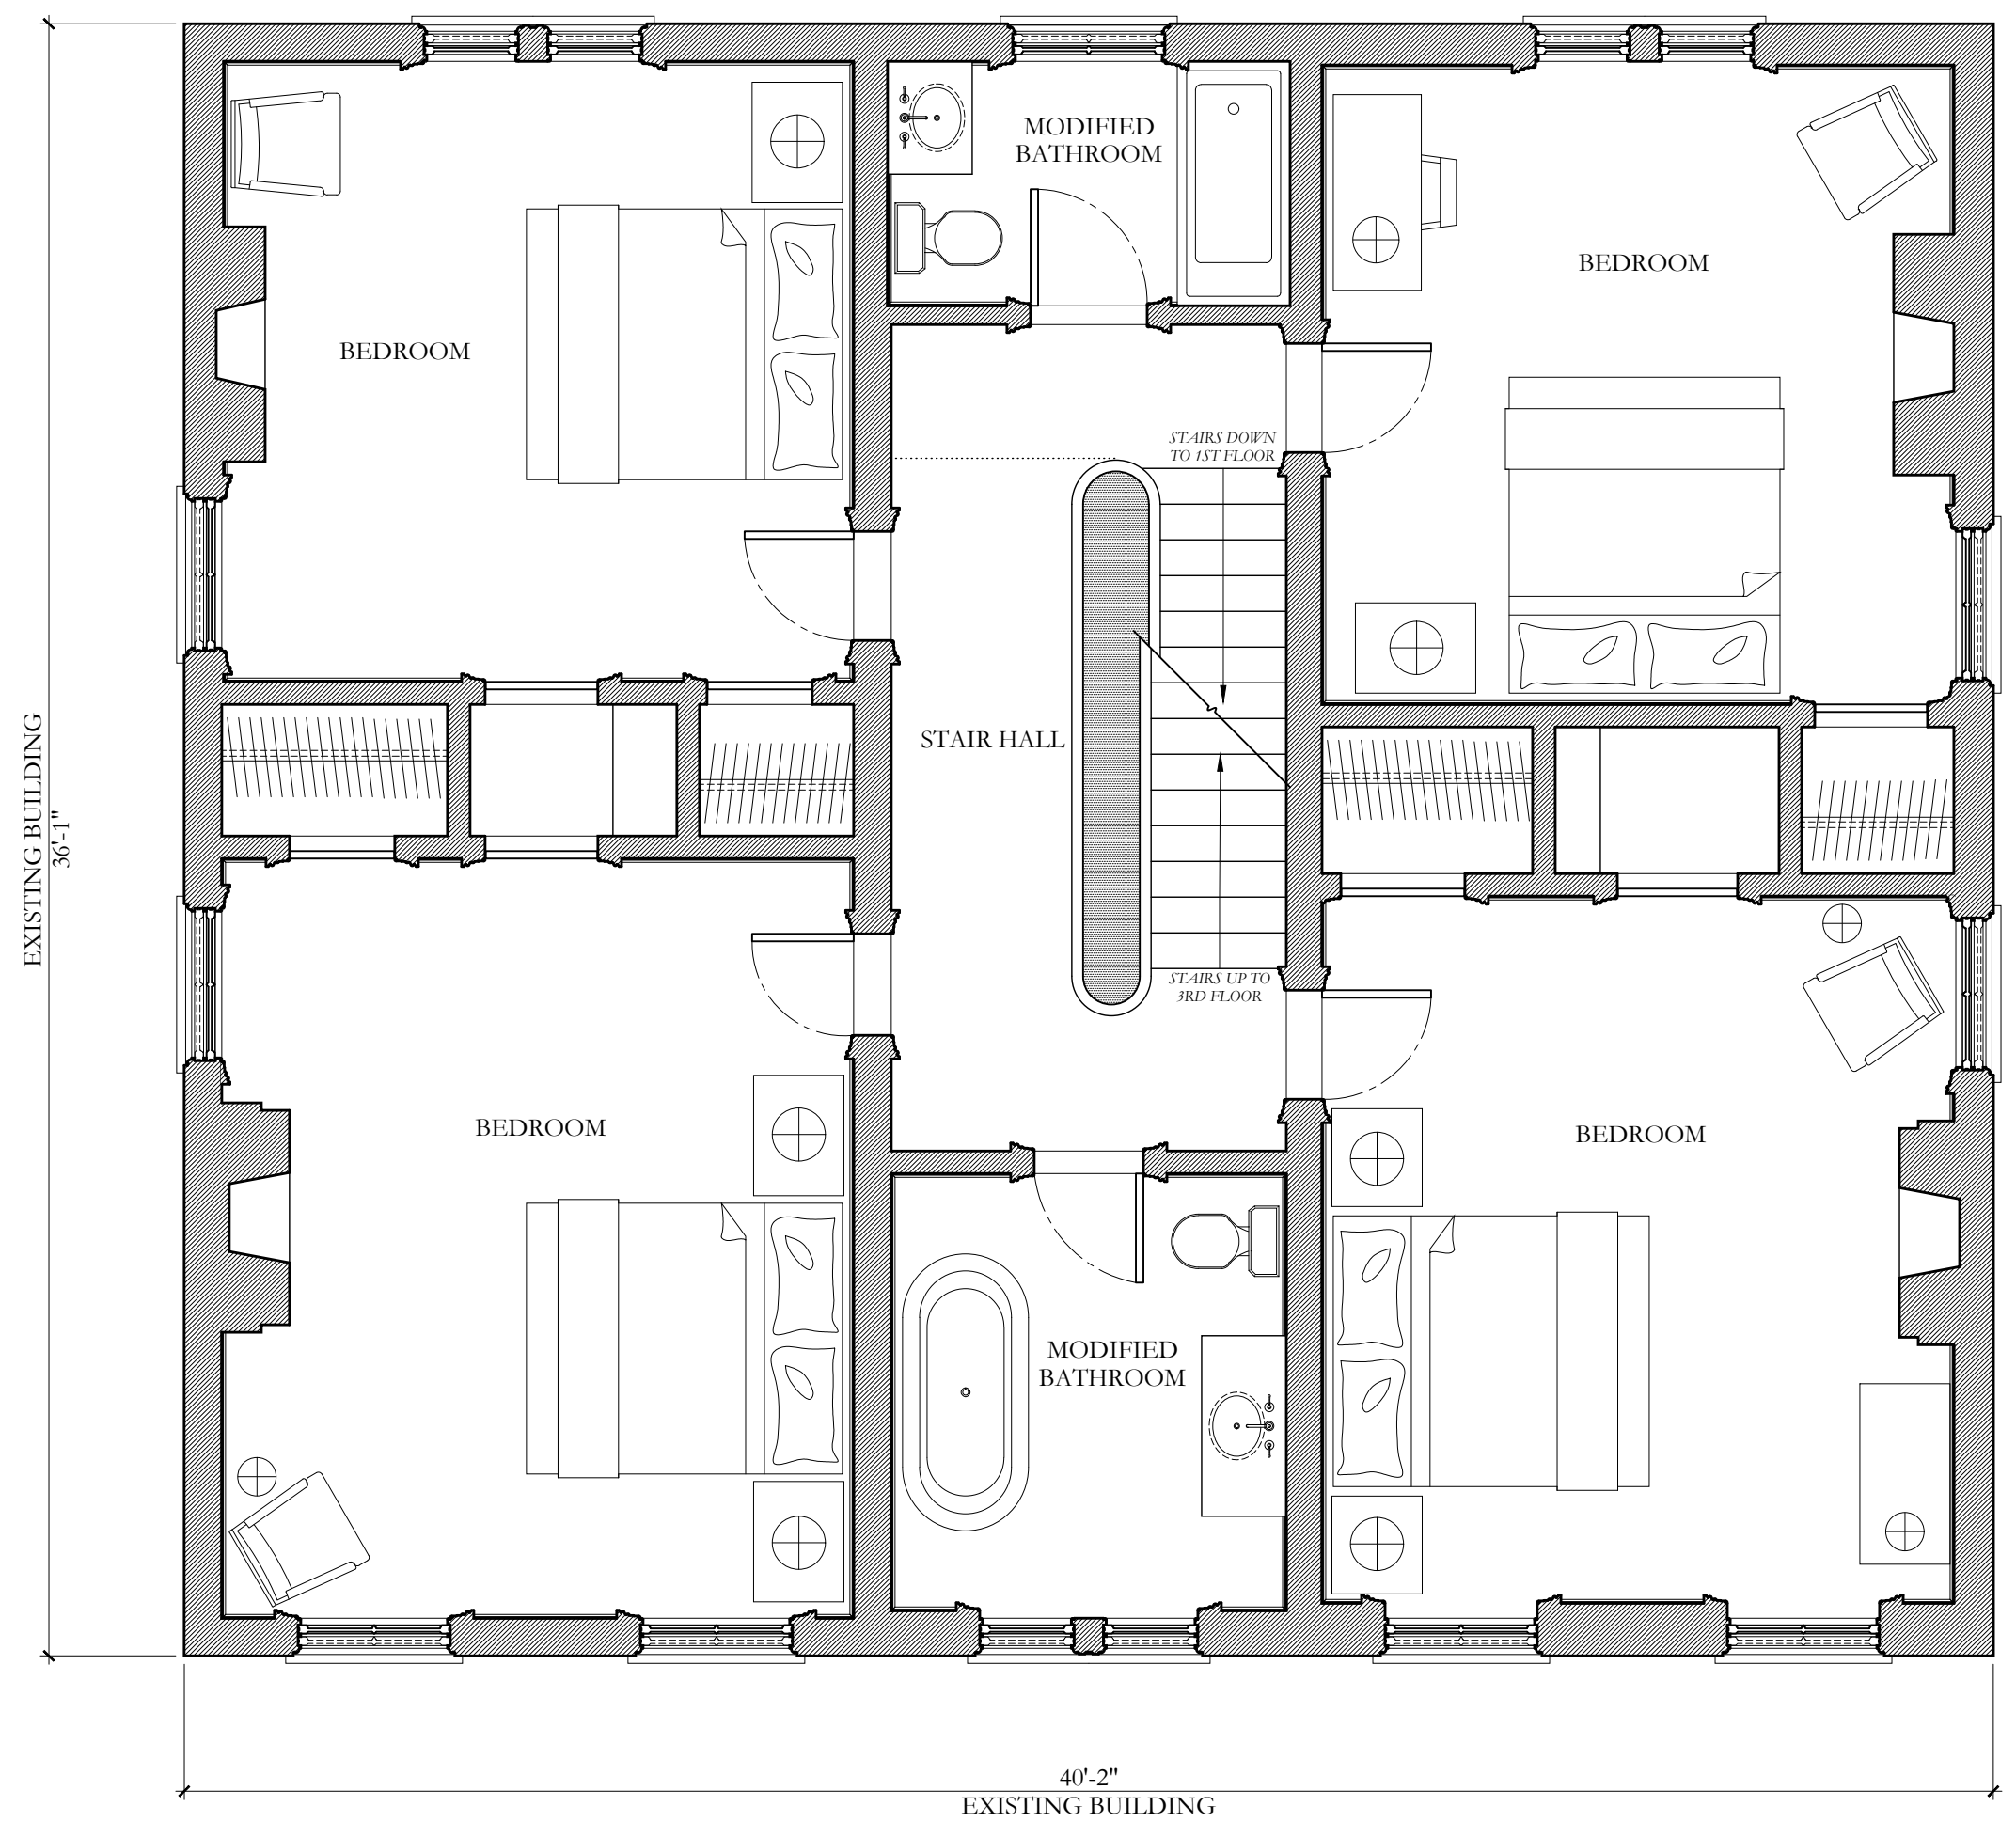 MODIFIED
BATHROOM
BEDROOM
BEDROOM
STAIRS DOWN
TO 1ST FLOOR
STAIR HALL
EXISTING BUILDING
36'-1"
STAIRS UP TO
3RD FLOOR
BEDROOM
BEDROOM
MODIFIED
BATHROOM
40'-2"
EXISTING BUILDING